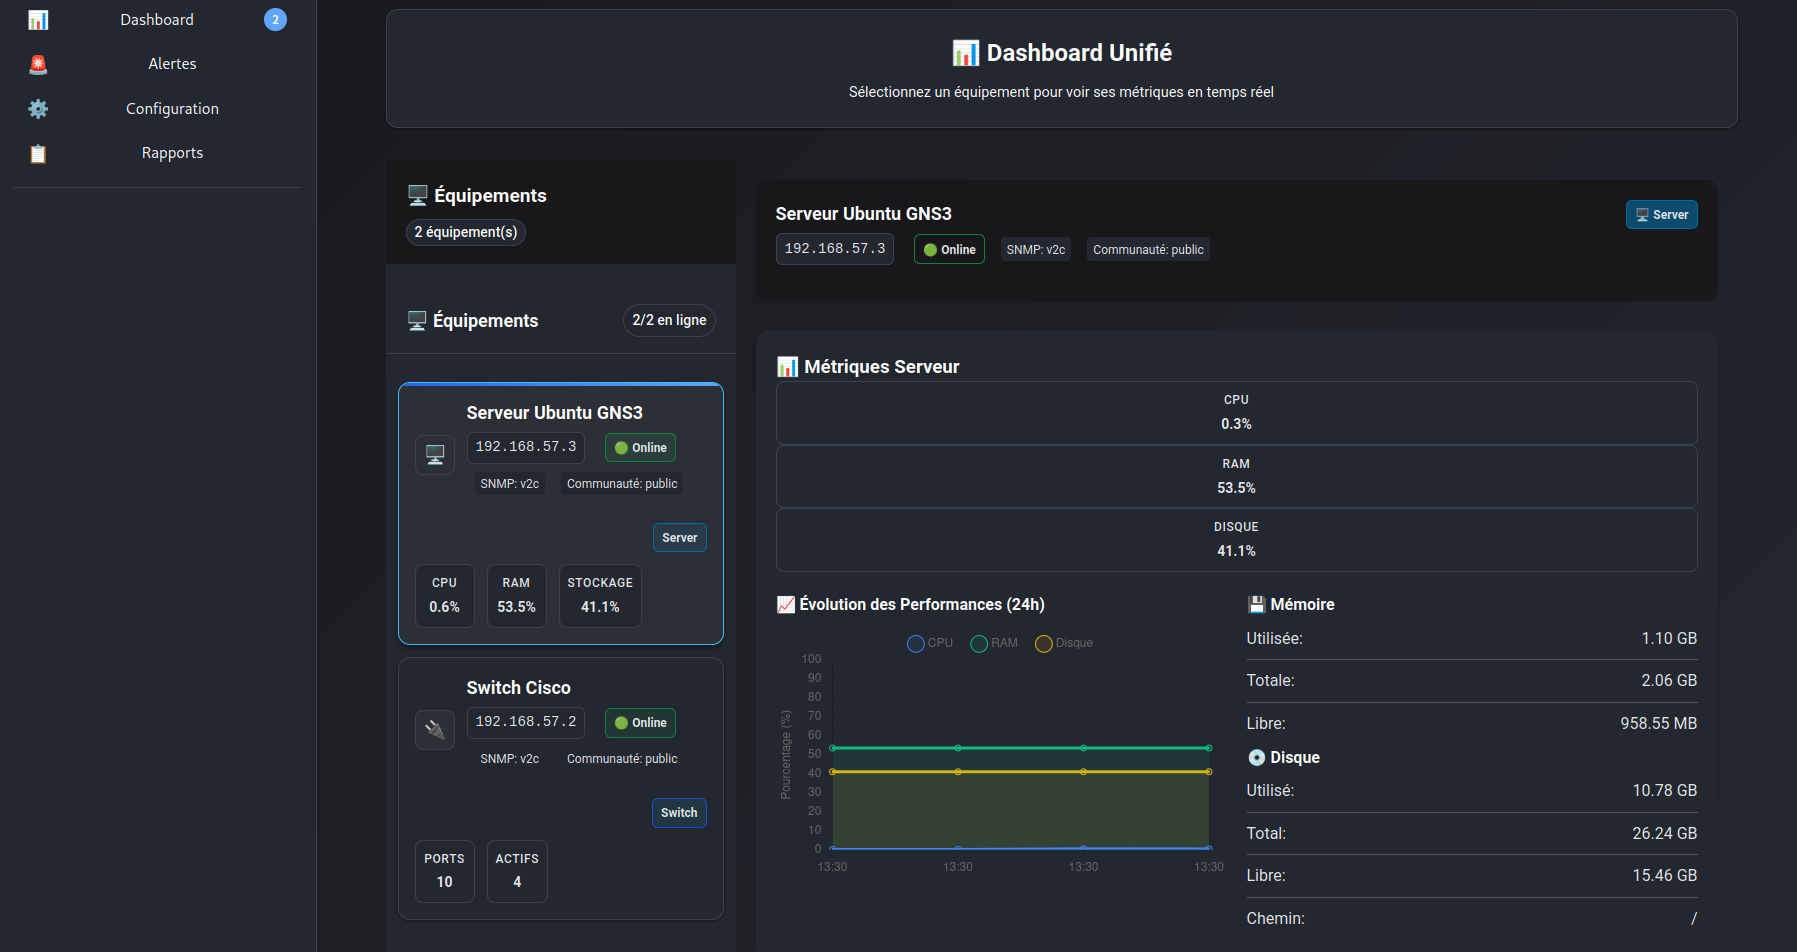 Dashboard 2
Alertes
Configuration
Rapports
Dashboard Unifié
Sélectionnez un équipement pour voir ses métriques en temps réel
Équipements
2 équipement(s)
Équipements 2/2 en ligne
Serveur Ubuntu GNS3
192.168.57.3 Online
SNMP: v2c Communauté: public
Server
CPU RAM STOCKAGE
0.6% 53.5% 41.1%
Switch Cisco
192.168.57.2 Online
SNMP: v2c Communauté: public
Switch
PORTS ACTIFS
10 4
Serveur Ubuntu GNS3 Server
192.168.57.3 Online SNMP: v2c Communauté: public
Métriques Serveur
CPU
0.3%
RAM
53.5%
DISQUE
41.1%
Évolution des Performances (24h)
CPU RAM Disque
Pourcentage (%)
100
90
80
70
60
50
40
30
20
10
0
13:30 13:30 13:30 13:30
Mémoire
Utilisée: 1.10 GB
Totale: 2.06 GB
Libre: 958.55 MB
Disque
Utilisé: 10.78 GB
Total: 26.24 GB
Libre: 15.46 GB
Chemin: /